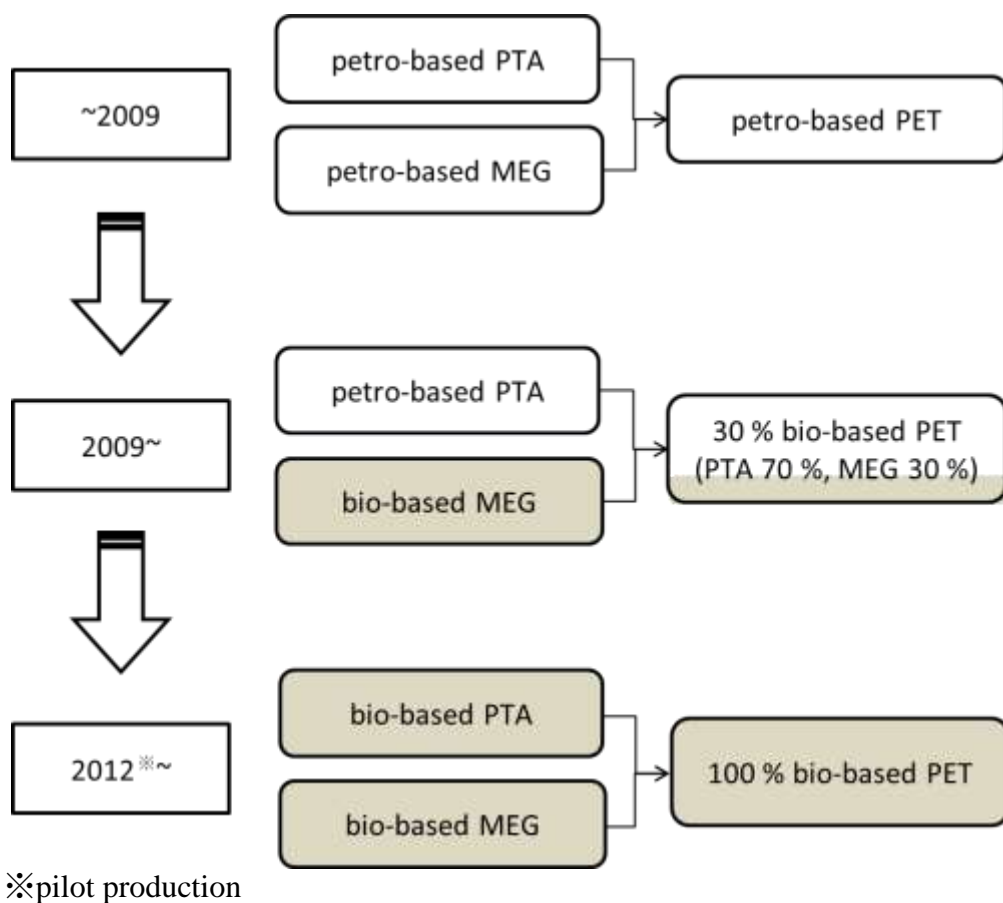 ~2009
petro-based PTA
petro-based MEG
petro-based PET
2009~
petro-based PTA
bio-based MEG
30 % bio-based PET
(PTA 70 %, MEG 30 %)
2012※~
bio-based PTA
bio-based MEG
100 % bio-based PET
※pilot production